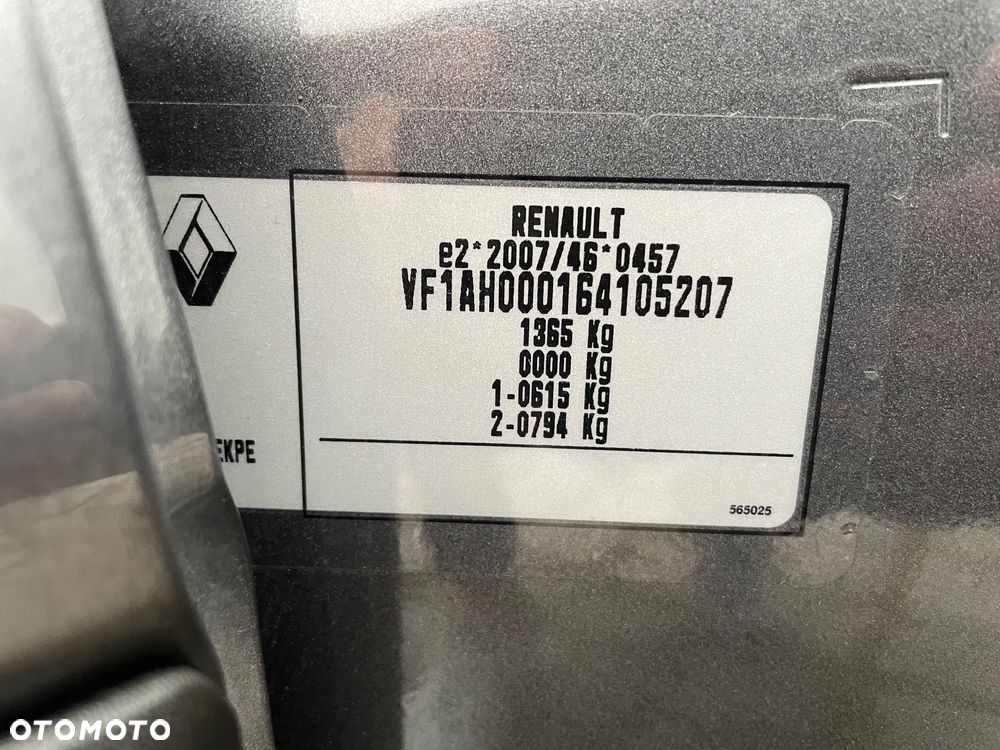 RENAULT
e2*2007/46*0457
VF1AH000164105207
1365 Kg
0000 Kg
1-0615 Kg
2-0794 Kg
EKPE
565025
OTOMOTO